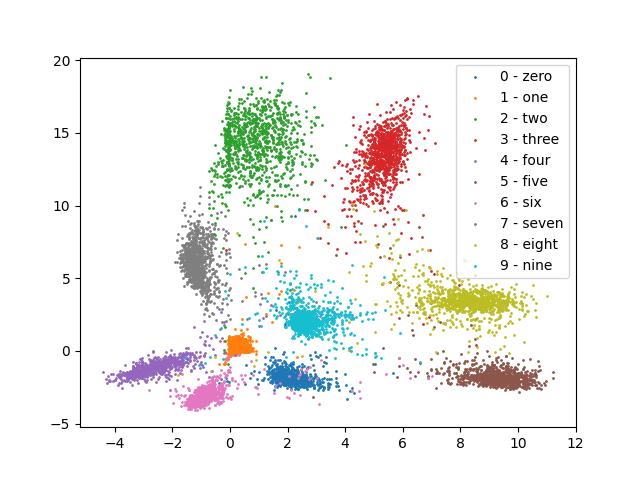 20
15
10
5
0
−5
−4
−2
0
2
4
6
8
10
12
0 - zero
1 - one
2 - two
3 - three
4 - four
5 - five
6 - six
7 - seven
8 - eight
9 - nine